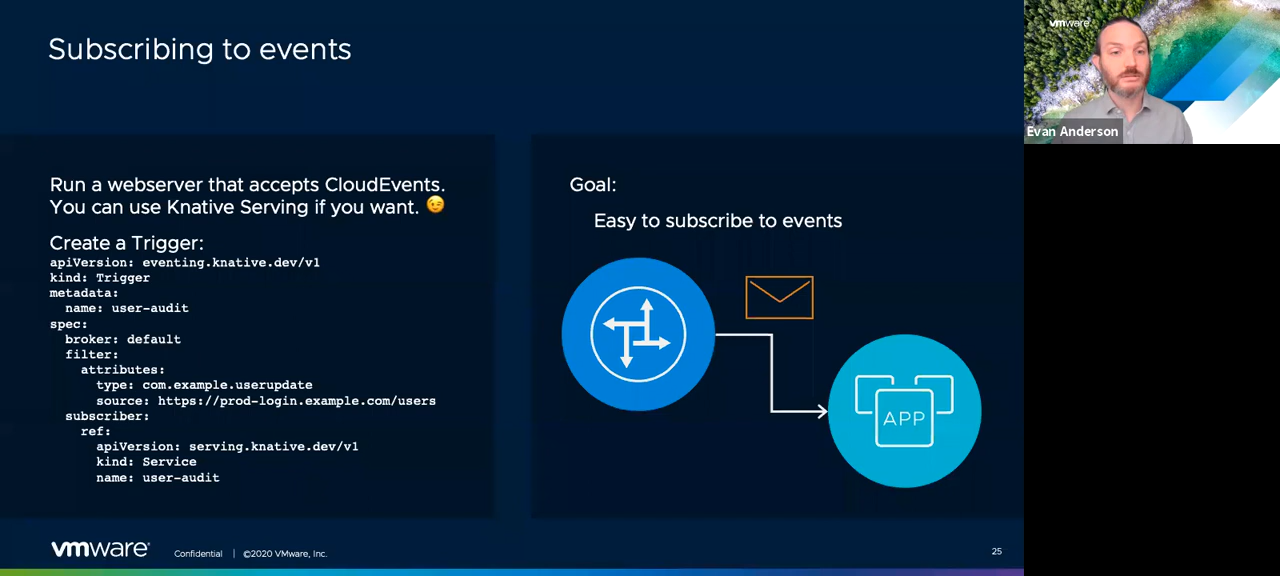 Subscribing to events
Run a webserver that accepts CloudEvents.
You can use Knative Serving if you want. 😉
Create a Trigger:
apiVersion: eventing.knative.dev/v1
kind: Trigger
metadata:
  name: user-audit
spec:
  broker: default
  filter:
    attributes:
      type: com.example.userupdate
      source: https://prod-login.example.com/users
  subscriber:
    ref:
      apiVersion: serving.knative.dev/v1
      kind: Service
      name: user-audit
Goal:
Easy to subscribe to events
APP
vmware®
Confidential | ©2020 VMware, Inc.
25
vmware
Evan Anderson